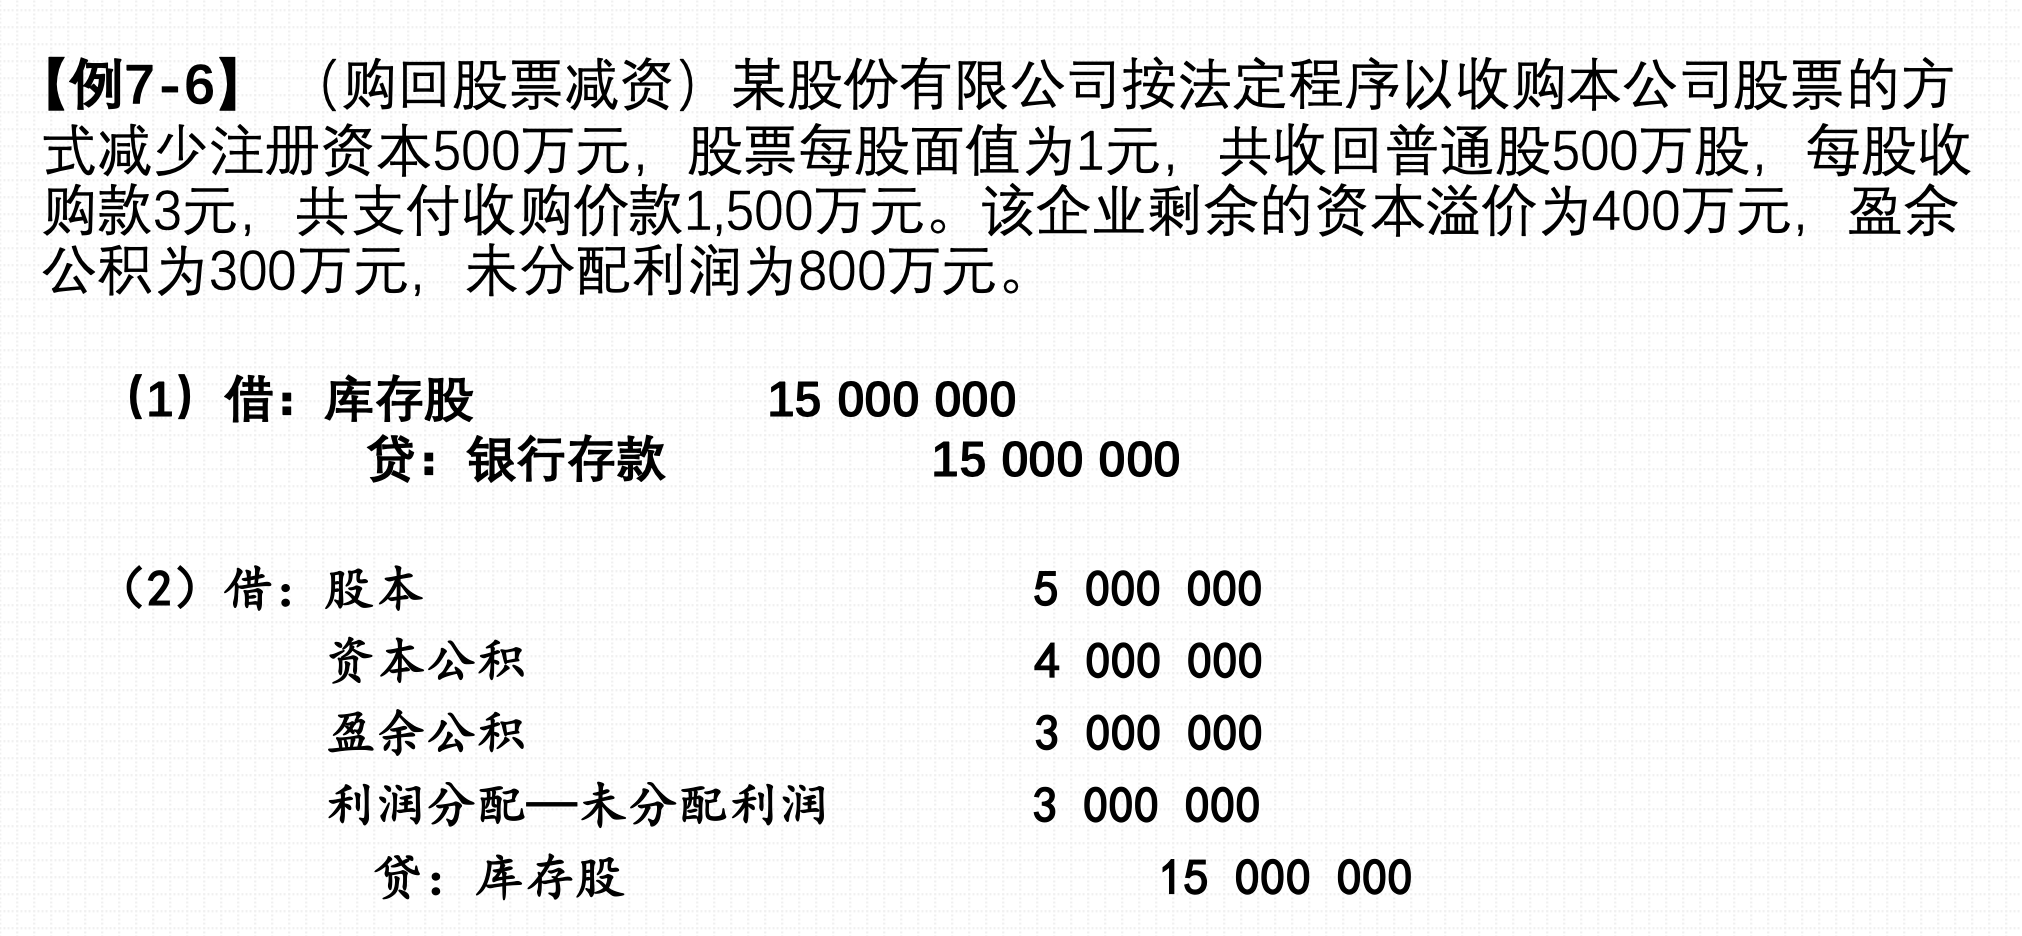 【例7-6】 （购回股票减资）某股份有限公司按法定程序以收购本公司股票的方
式减少注册资本500万元，股票每股面值为1元，共收回普通股500万股，每股收
购款3元，共支付收购价款1,500万元。该企业剩余的资本溢价为400万元，盈余
公积为300万元，未分配利润为800万元。
(1) 借：库存股 15 000 000
贷：银行存款 15 000 000
（2）借：股本 5 000 000
资本公积 4 000 000
盈余公积 3 000 000
利润分配—未分配利润 3 000 000
贷：库存股 15 000 000